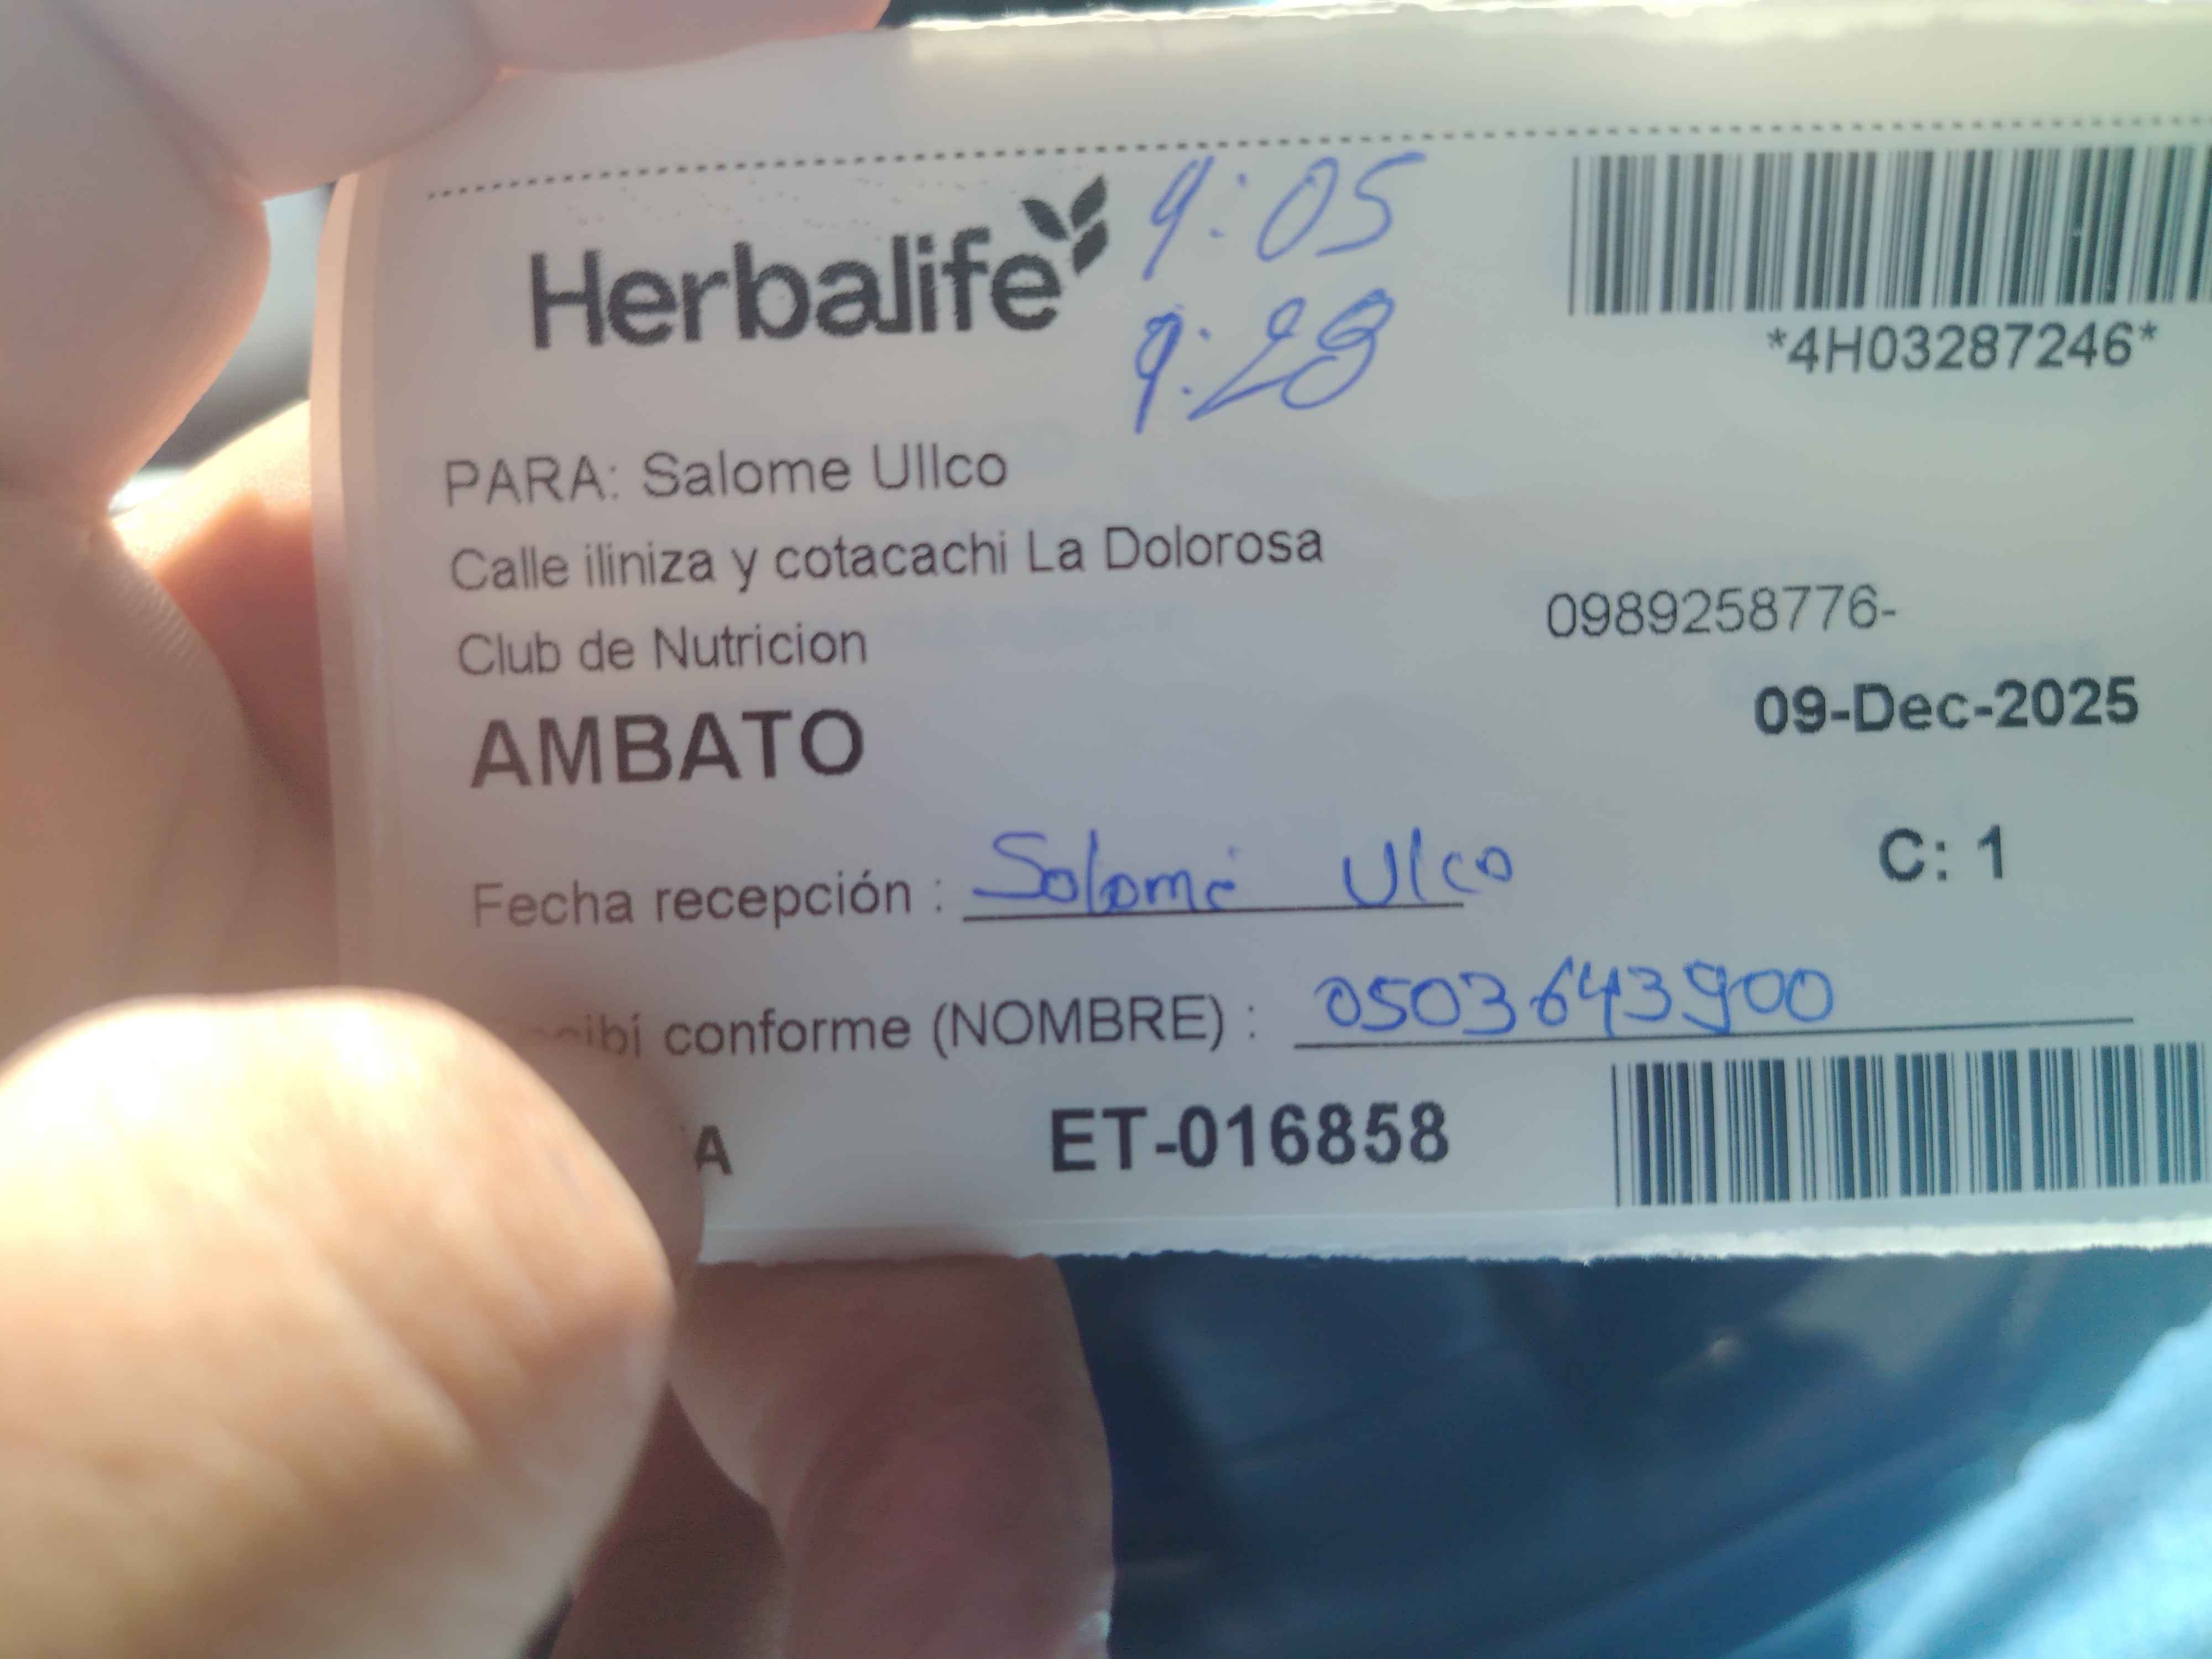 Herbalife
9:05
9:28
*4H03287246*
PARA: Salome Ullco
Calle iliniza y cotacachi La Dolorosa
0989258776-
Club de Nutricion
09-Dec-2025
AMBATO
C: 1
Fecha recepción : Salomé Ulco
conforme (NOMBRE) : 0503643900
A ET-016858